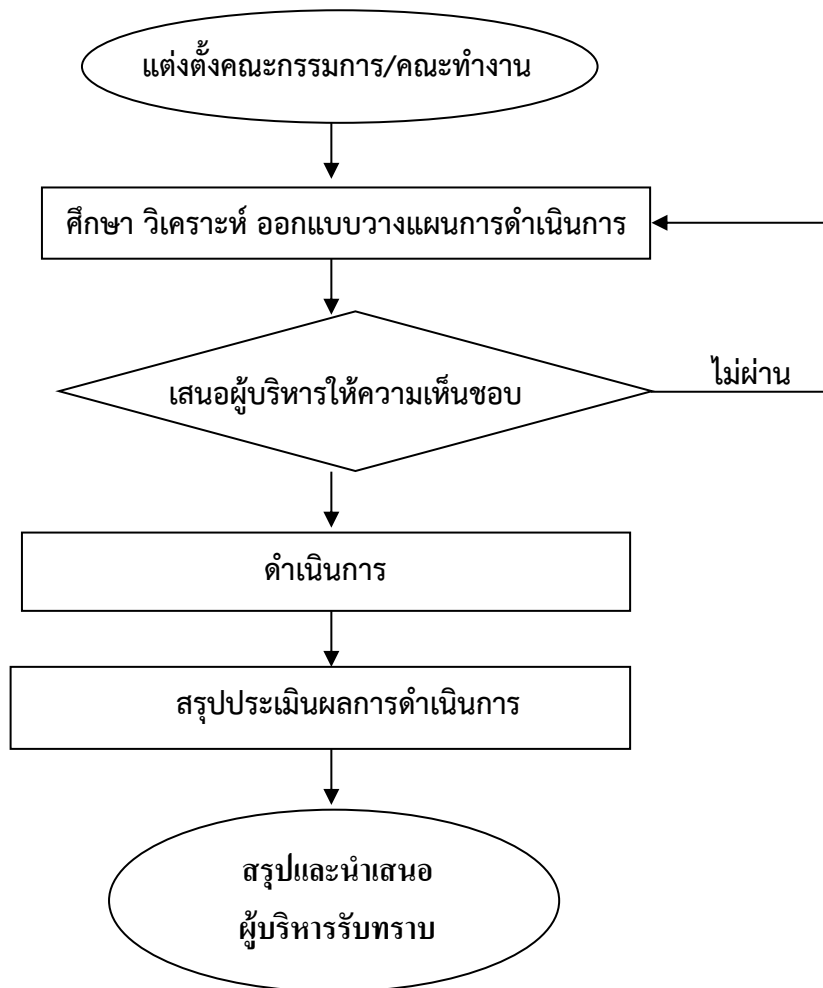 แต่งตั้งคณะกรรมการ/คณะทำงาน
ศึกษา วิเคราะห์ ออกแบบวางแผนการดำเนินการ
เสนอผู้บริหารให้ความเห็นชอบ
ไม่ผ่าน
ดำเนินการ
สรุปประเมินผลการดำเนินการ
สรุปและนำเสนอ
ผู้บริหารรับทราบ